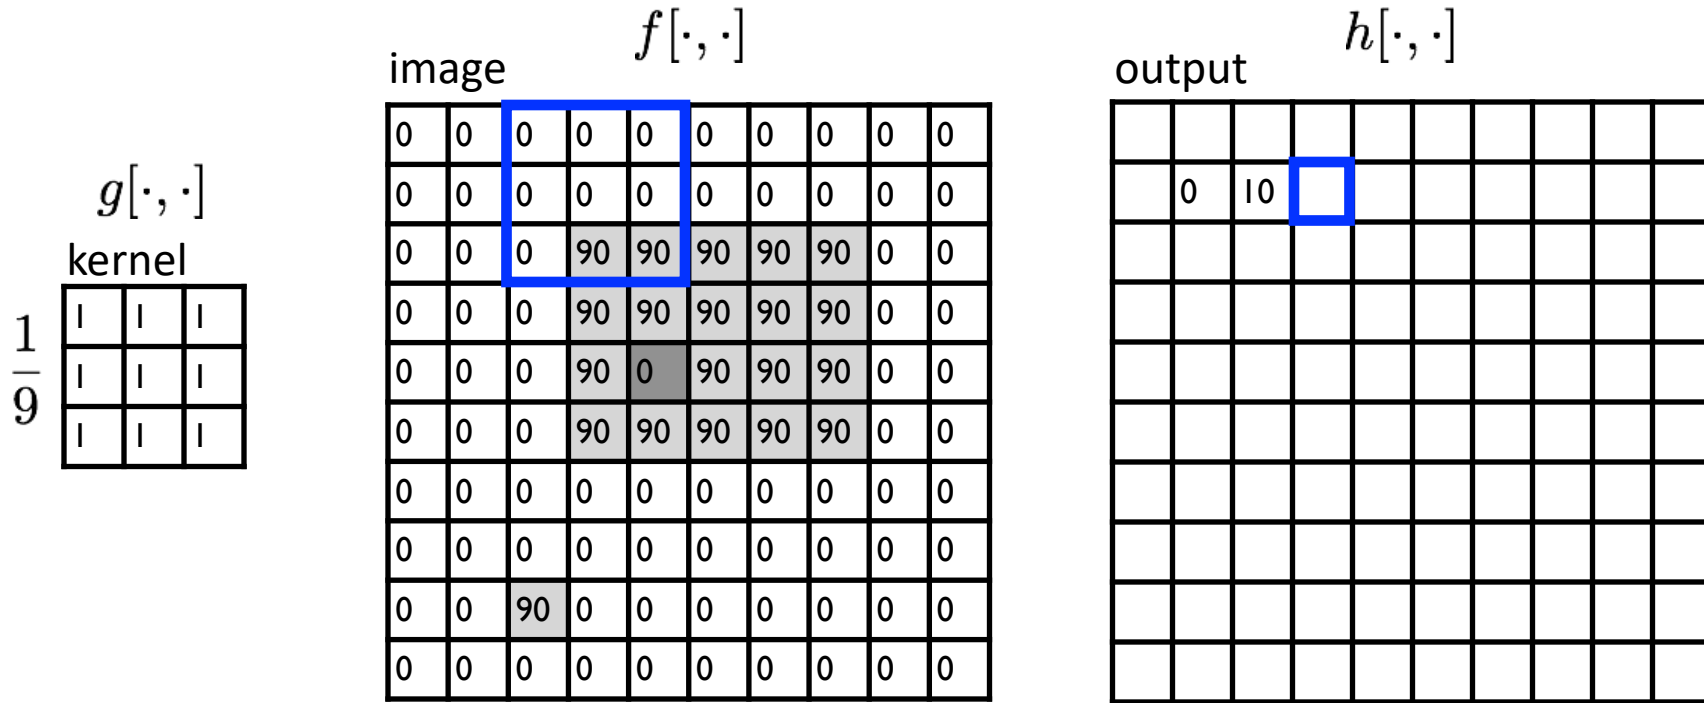 f[·, ·]
h[·, ·]
image
output
g[·, ·]
kernel
1/9
1 1 1
1 1 1
1 1 1
0 0 0 0 0 0 0 0 0 0
0 0 0 0 0 0 0 0 0 0
0 0 0 90 90 90 90 90 0 0
0 0 0 90 90 90 90 90 0 0
0 0 0 90 0 90 90 90 0 0
0 0 0 90 90 90 90 90 0 0
0 0 0 0 0 0 0 0 0 0
0 0 0 0 0 0 0 0 0 0
0 0 90 0 0 0 0 0 0 0
0 0 0 0 0 0 0 0 0 0
0 10